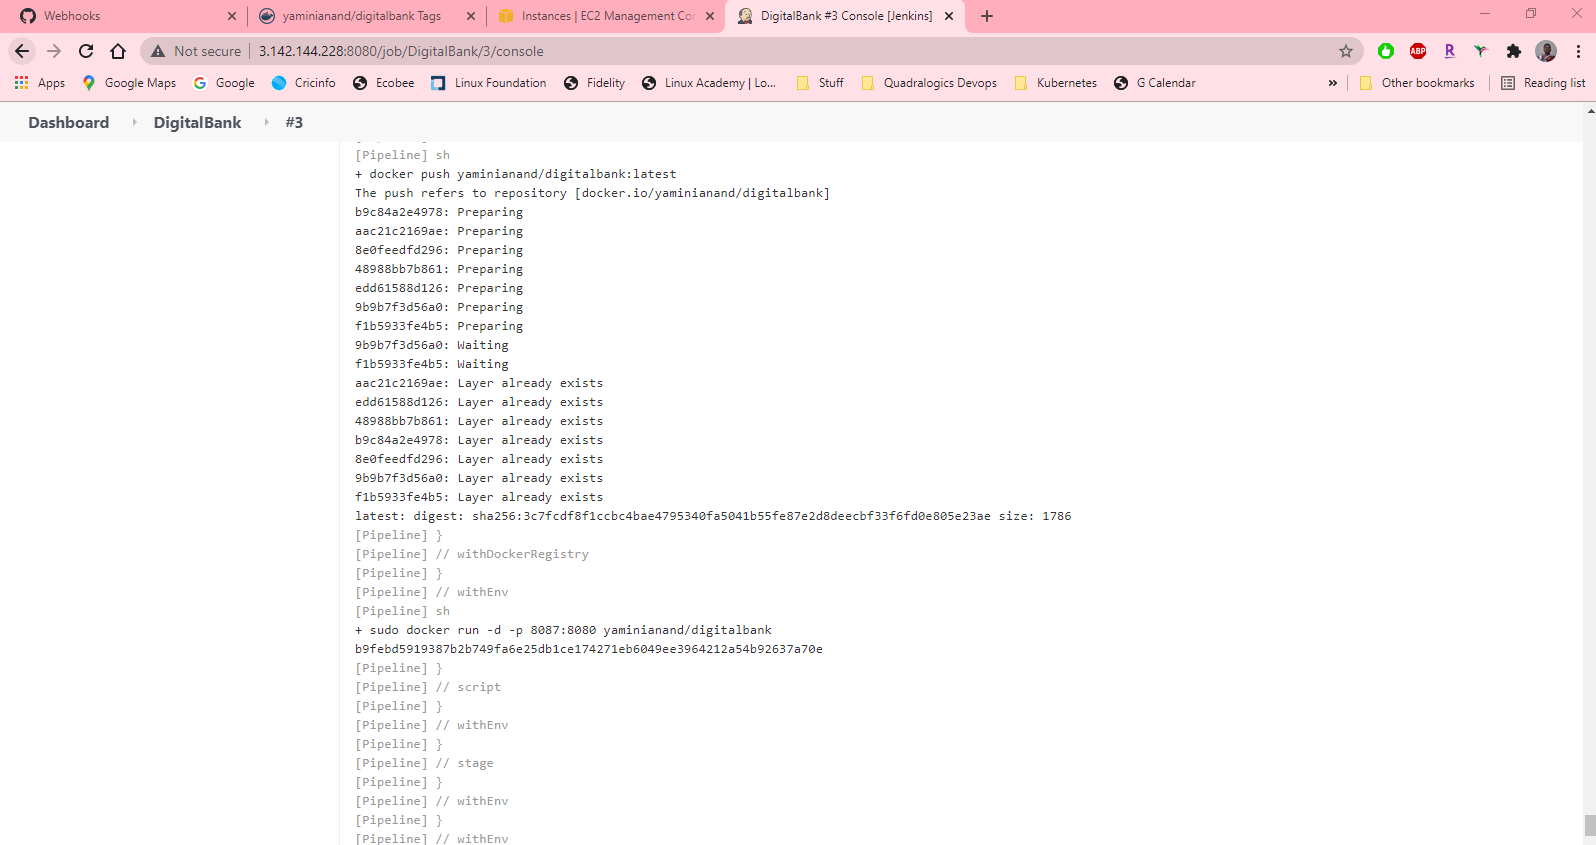 Webhooks
yaminianand/digitalbank Tags
Instances | EC2 Management Co
DigitalBank #3 Console [Jenkins]
Not secure | 3.142.144.228:8080/job/DigitalBank/3/console
ABP
R
Apps
Google Maps
Google
Cricinfo
Ecobee
Linux Foundation
Fidelity
Linux Academy | Lo...
Stuff
Quadralogics Devops
Kubernetes
G Calendar
»
Other bookmarks
Reading list
Dashboard
DigitalBank
#3
[Pipeline] sh
+ docker push yaminianand/digitalbank:latest
The push refers to repository [docker.io/yaminianand/digitalbank]
b9c84a2e4978: Preparing
aac21c2169ae: Preparing
8e0feedfd296: Preparing
48988bb7b861: Preparing
edd61588d126: Preparing
9b9b7f3d56a0: Preparing
f1b5933fe4b5: Preparing
9b9b7f3d56a0: Waiting
f1b5933fe4b5: Waiting
aac21c2169ae: Layer already exists
edd61588d126: Layer already exists
48988bb7b861: Layer already exists
b9c84a2e4978: Layer already exists
8e0feedfd296: Layer already exists
9b9b7f3d56a0: Layer already exists
f1b5933fe4b5: Layer already exists
latest: digest: sha256:3c7fcdf8f1ccbc4bae4795340fa5041b55fe87e2d8deecbf33f6fd0e805e23ae size: 1786
[Pipeline] }
[Pipeline] // withDockerRegistry
[Pipeline] }
[Pipeline] // withEnv
[Pipeline] sh
+ sudo docker run -d -p 8087:8080 yaminianand/digitalbank
b9febd5919387b2b749fa6e25db1ce174271eb6049ee3964212a54b92637a70e
[Pipeline] }
[Pipeline] // script
[Pipeline] }
[Pipeline] // withEnv
[Pipeline] }
[Pipeline] // stage
[Pipeline] }
[Pipeline] // withEnv
[Pipeline] }
[Pipeline] // withEnv